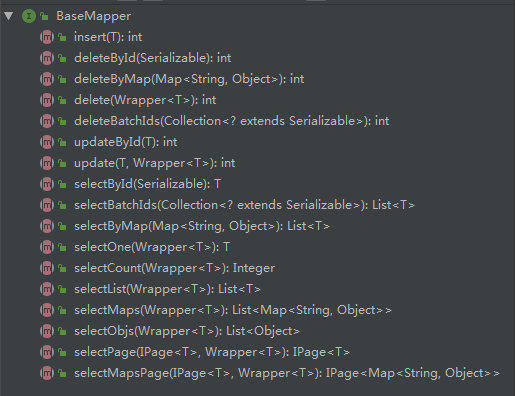 BaseMapper
insert(T): int
deleteById(Serializable): int
deleteByMap(Map<String, Object>): int
delete(Wrapper<T>): int
deleteBatchIds(Collection<? extends Serializable>): int
updateById(T): int
update(T, Wrapper<T>): int
selectById(Serializable): T
selectBatchIds(Collection<? extends Serializable>): List<T>
selectByMap(Map<String, Object>): List<T>
selectOne(Wrapper<T>): T
selectCount(Wrapper<T>): Integer
selectList(Wrapper<T>): List<T>
selectMaps(Wrapper<T>): List<Map<String, Object>>
selectObjs(Wrapper<T>): List<Object>
selectPage(IPage<T>, Wrapper<T>): IPage<T>
selectMapsPage(IPage<T>, Wrapper<T>): IPage<Map<String, Object>>